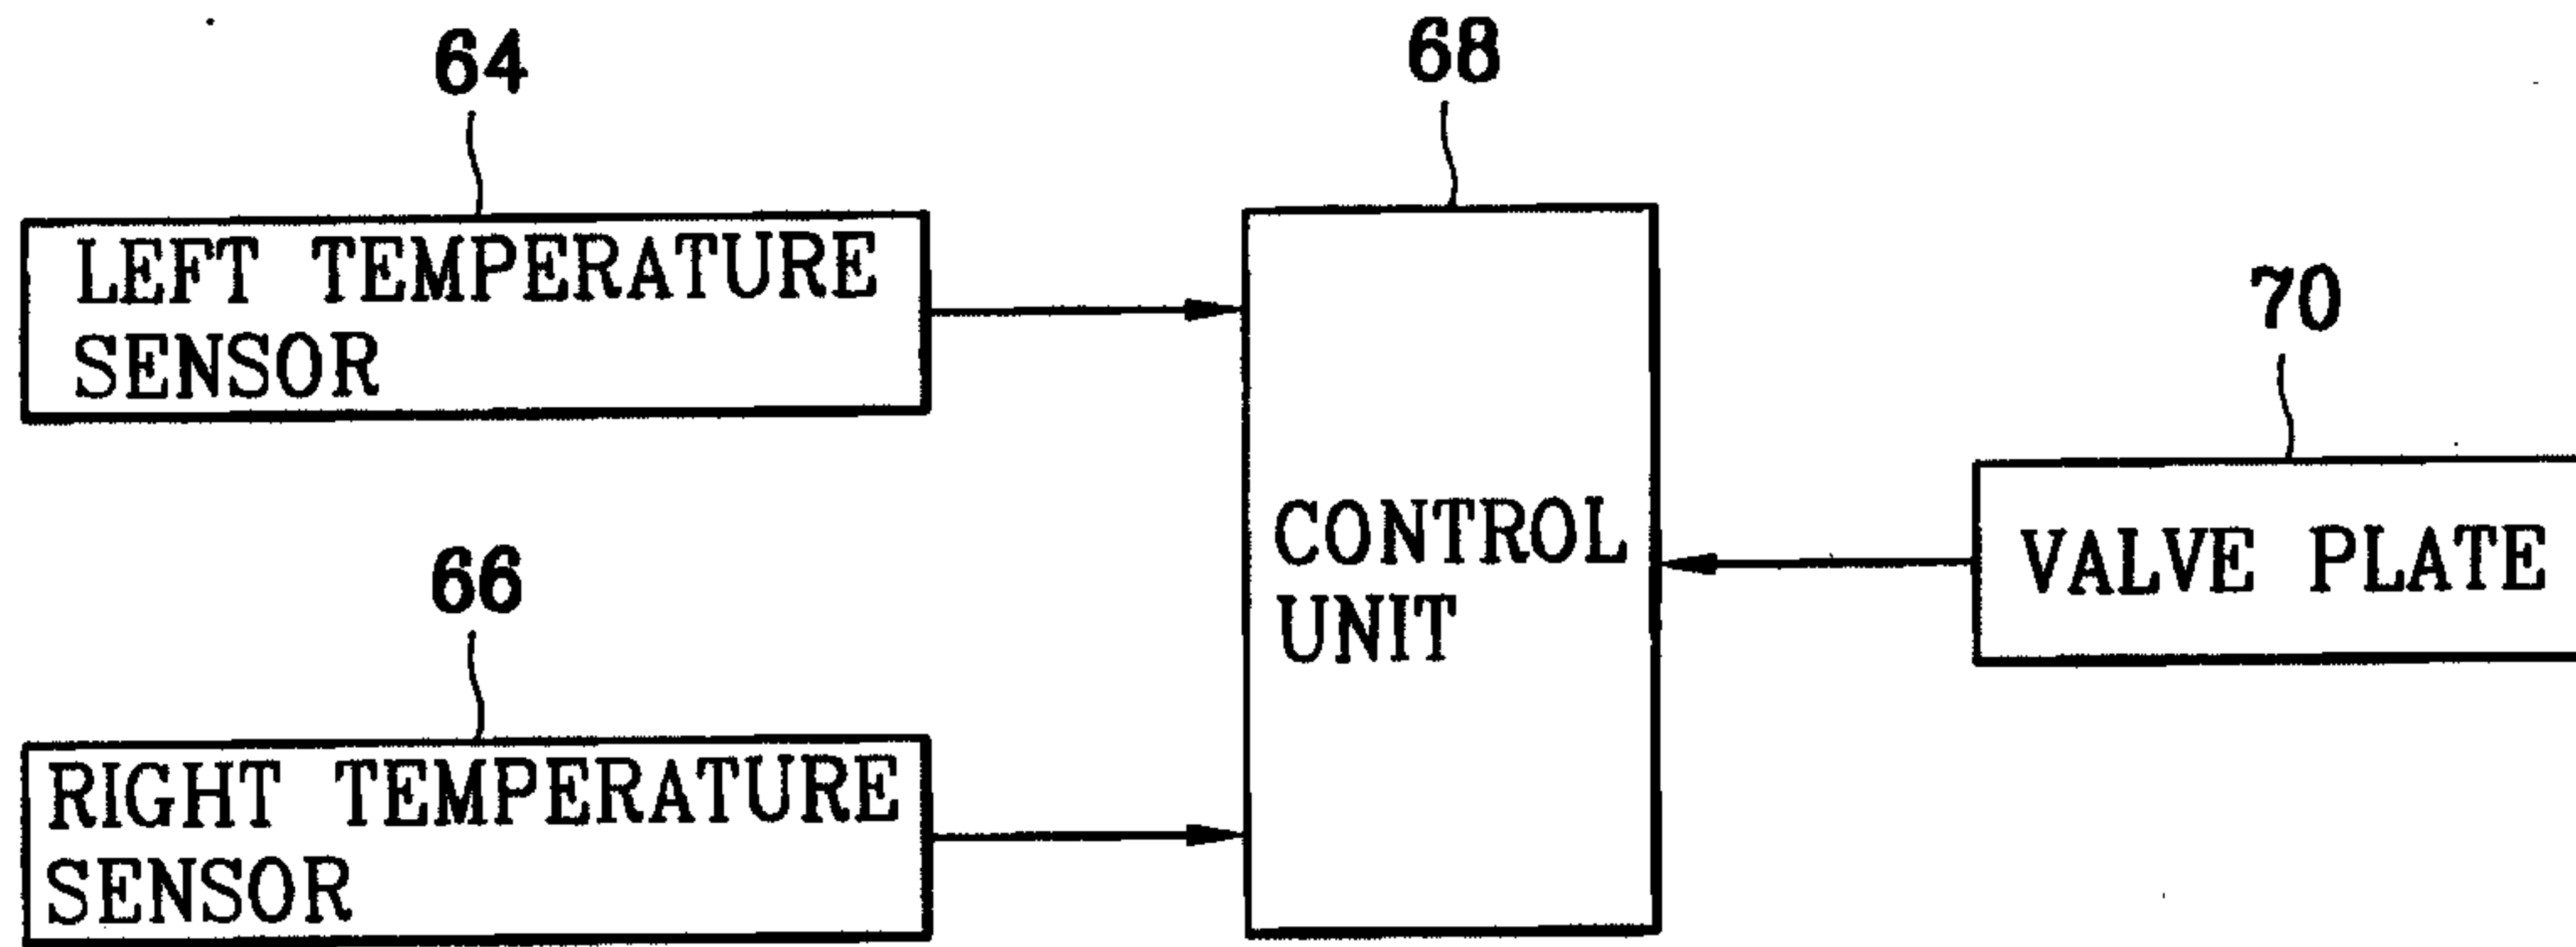 64
LEFT TEMPERATURE
SENSOR
66
RIGHT TEMPERATURE
SENSOR
68
CONTROL
UNIT
70
VALVE PLATE